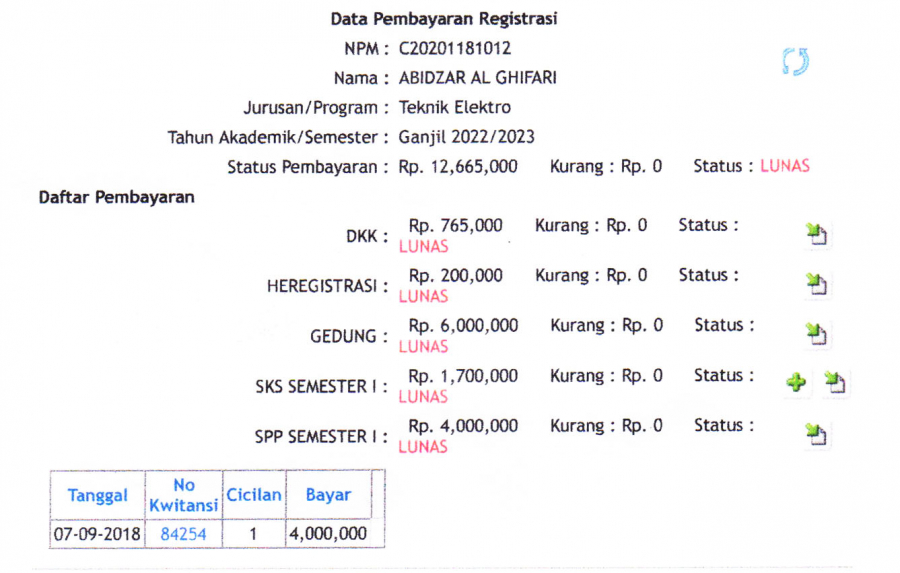 Data Pembayaran Registrasi
NPM : C20201181012
Nama : ABIDZAR AL GHIFARI
Jurusan/Program : Teknik Elektro
Tahun Akademik/Semester : Ganjil 2022/2023
Status Pembayaran : Rp. 12,665,000 Kurang : Rp. 0 Status : LUNAS
Daftar Pembayaran
DKK : Rp. 765,000 Kurang : Rp. 0 Status :
LUNAS
HEREGISTRASI : Rp. 200,000 Kurang : Rp. 0 Status :
LUNAS
GEDUNG : Rp. 6,000,000 Kurang : Rp. 0 Status :
LUNAS
SKS SEMESTER I : Rp. 1,700,000 Kurang : Rp. 0 Status :
LUNAS
SPP SEMESTER I : Rp. 4,000,000 Kurang : Rp. 0 Status :
LUNAS
Tanggal No Kwitansi Cicilan Bayar
07-09-2018 84254 1 4,000,000